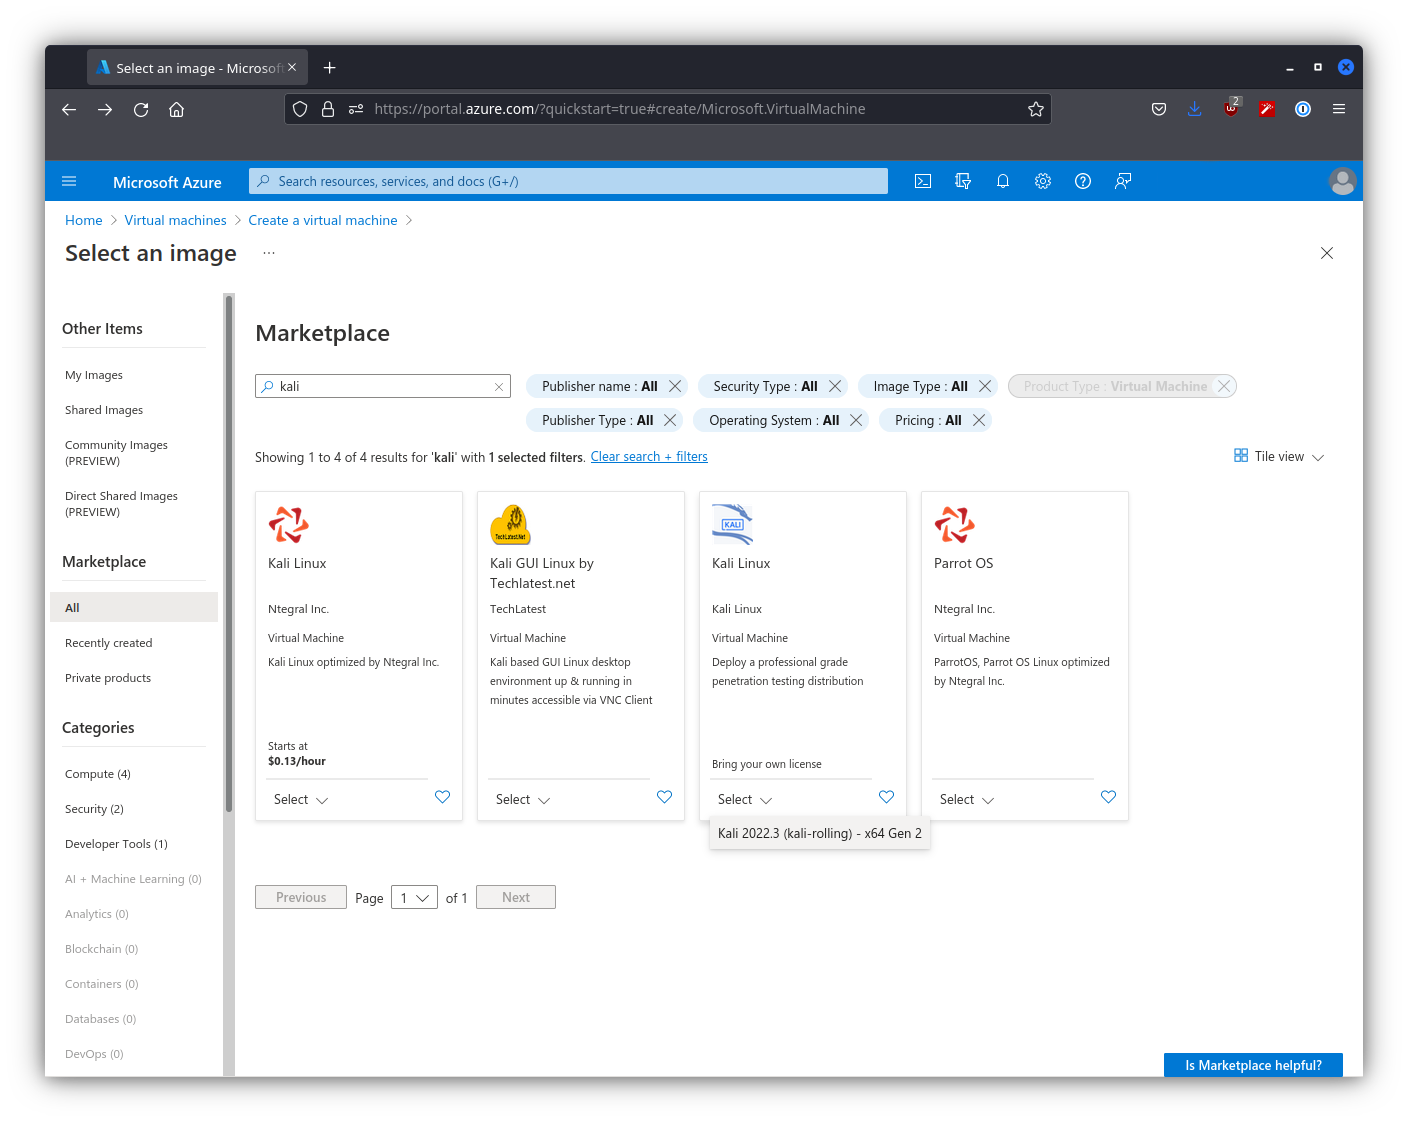 Select an image - Microsoft
2
https://portal.azure.com/?quickstart=true#create/Microsoft.VirtualMachine
Microsoft Azure
Search resources, services, and docs (G+/)
Home > Virtual machines > Create a virtual machine >
Select an image ...
Other Items
My Images
Shared Images
Community Images
(PREVIEW)
Direct Shared Images
(PREVIEW)
Marketplace
All
Recently created
Private products
Categories
Compute (4)
Security (2)
Developer Tools (1)
AI + Machine Learning (0)
Analytics (0)
Blockchain (0)
Containers (0)
Databases (0)
DevOps (0)
Marketplace
kali
Publisher name : All
Security Type : All
Image Type : All
Product Type : Virtual Machine
Publisher Type : All
Operating System : All
Pricing : All
Showing 1 to 4 of 4 results for 'kali' with 1 selected filters. Clear search + filters
Tile view
Kali Linux
Ntegral Inc.
Virtual Machine
Kali Linux optimized by Ntegral Inc.
Starts at
$0.13/hour
Select
TechLatest.Net
Kali GUI Linux by
Techlatest.net
TechLatest
Virtual Machine
Kali based GUI Linux desktop
environment up & running in
minutes accessible via VNC Client
Select
KALI
Kali Linux
Kali Linux
Virtual Machine
Deploy a professional grade
penetration testing distribution
Bring your own license
Select
Kali 2022.3 (kali-rolling) - x64 Gen 2
Parrot OS
Ntegral Inc.
Virtual Machine
ParrotOS, Parrot OS Linux optimized
by Ntegral Inc.
Select
Previous Page 1 of 1 Next
Is Marketplace helpful?